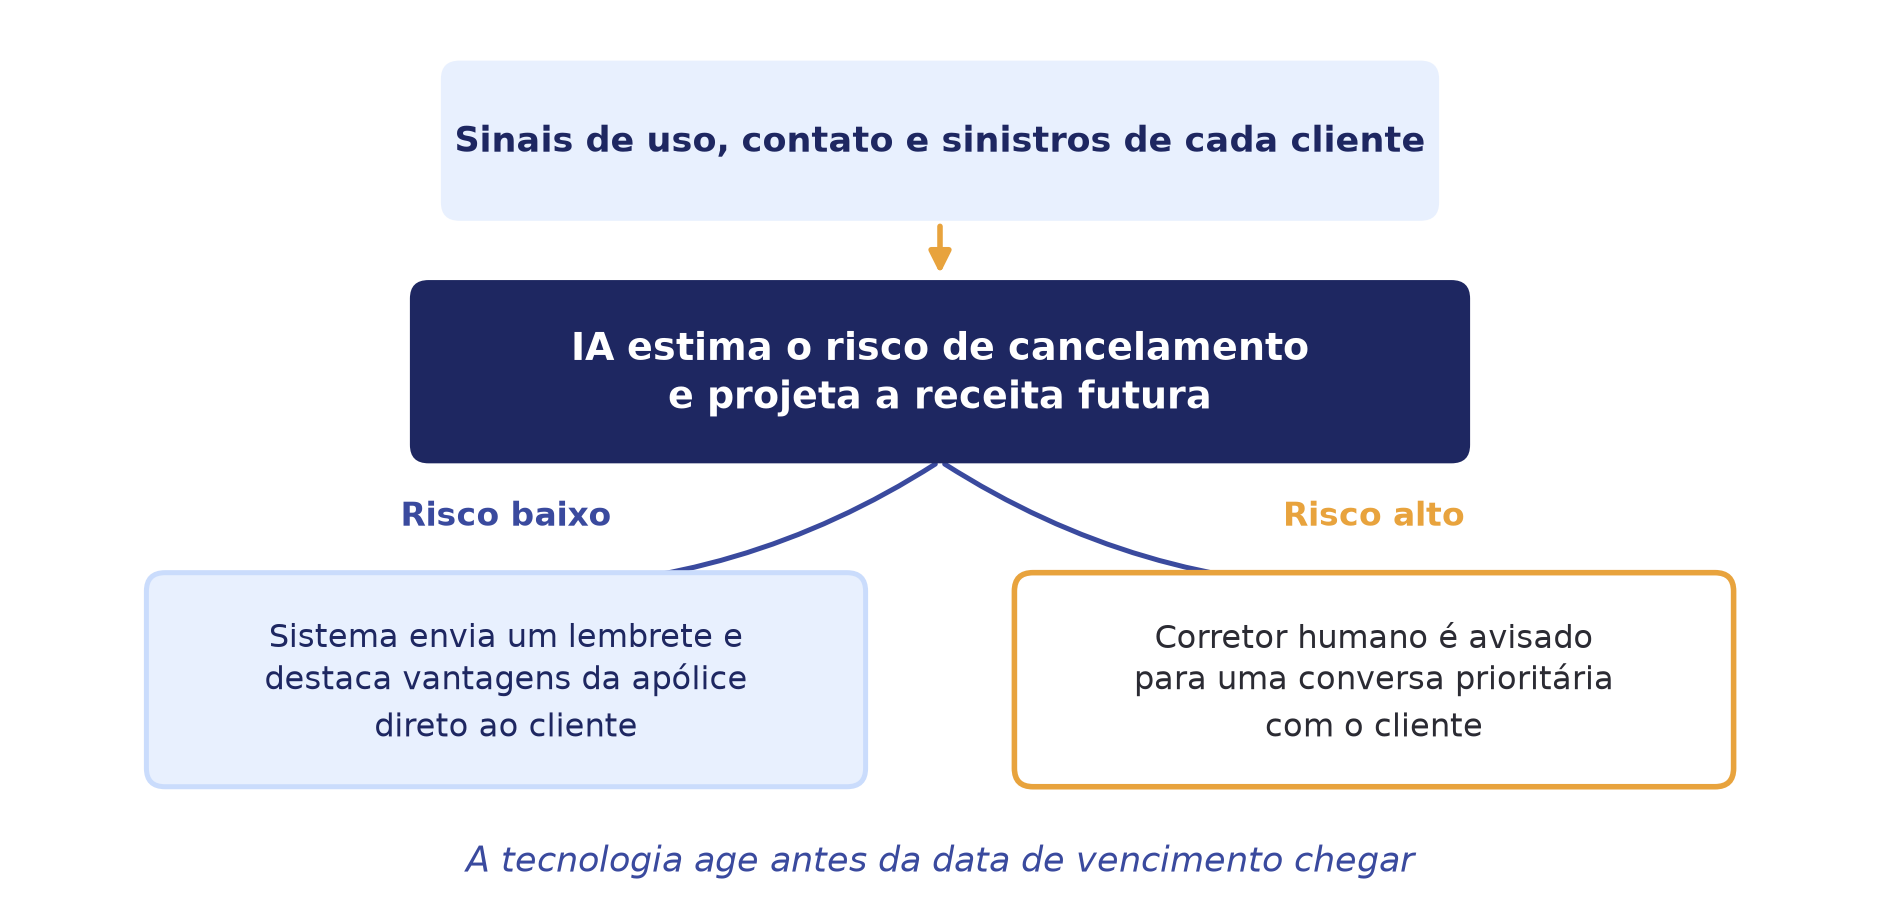 Sinais de uso, contato e sinistros de cada cliente
IA estima o risco de cancelamento
e projeta a receita futura
Risco baixo
Risco alto
Sistema envia um lembrete e
destaca vantagens da apólice
direto ao cliente
Corretor humano é avisado
para uma conversa prioritária
com o cliente
A tecnologia age antes da data de vencimento chegar